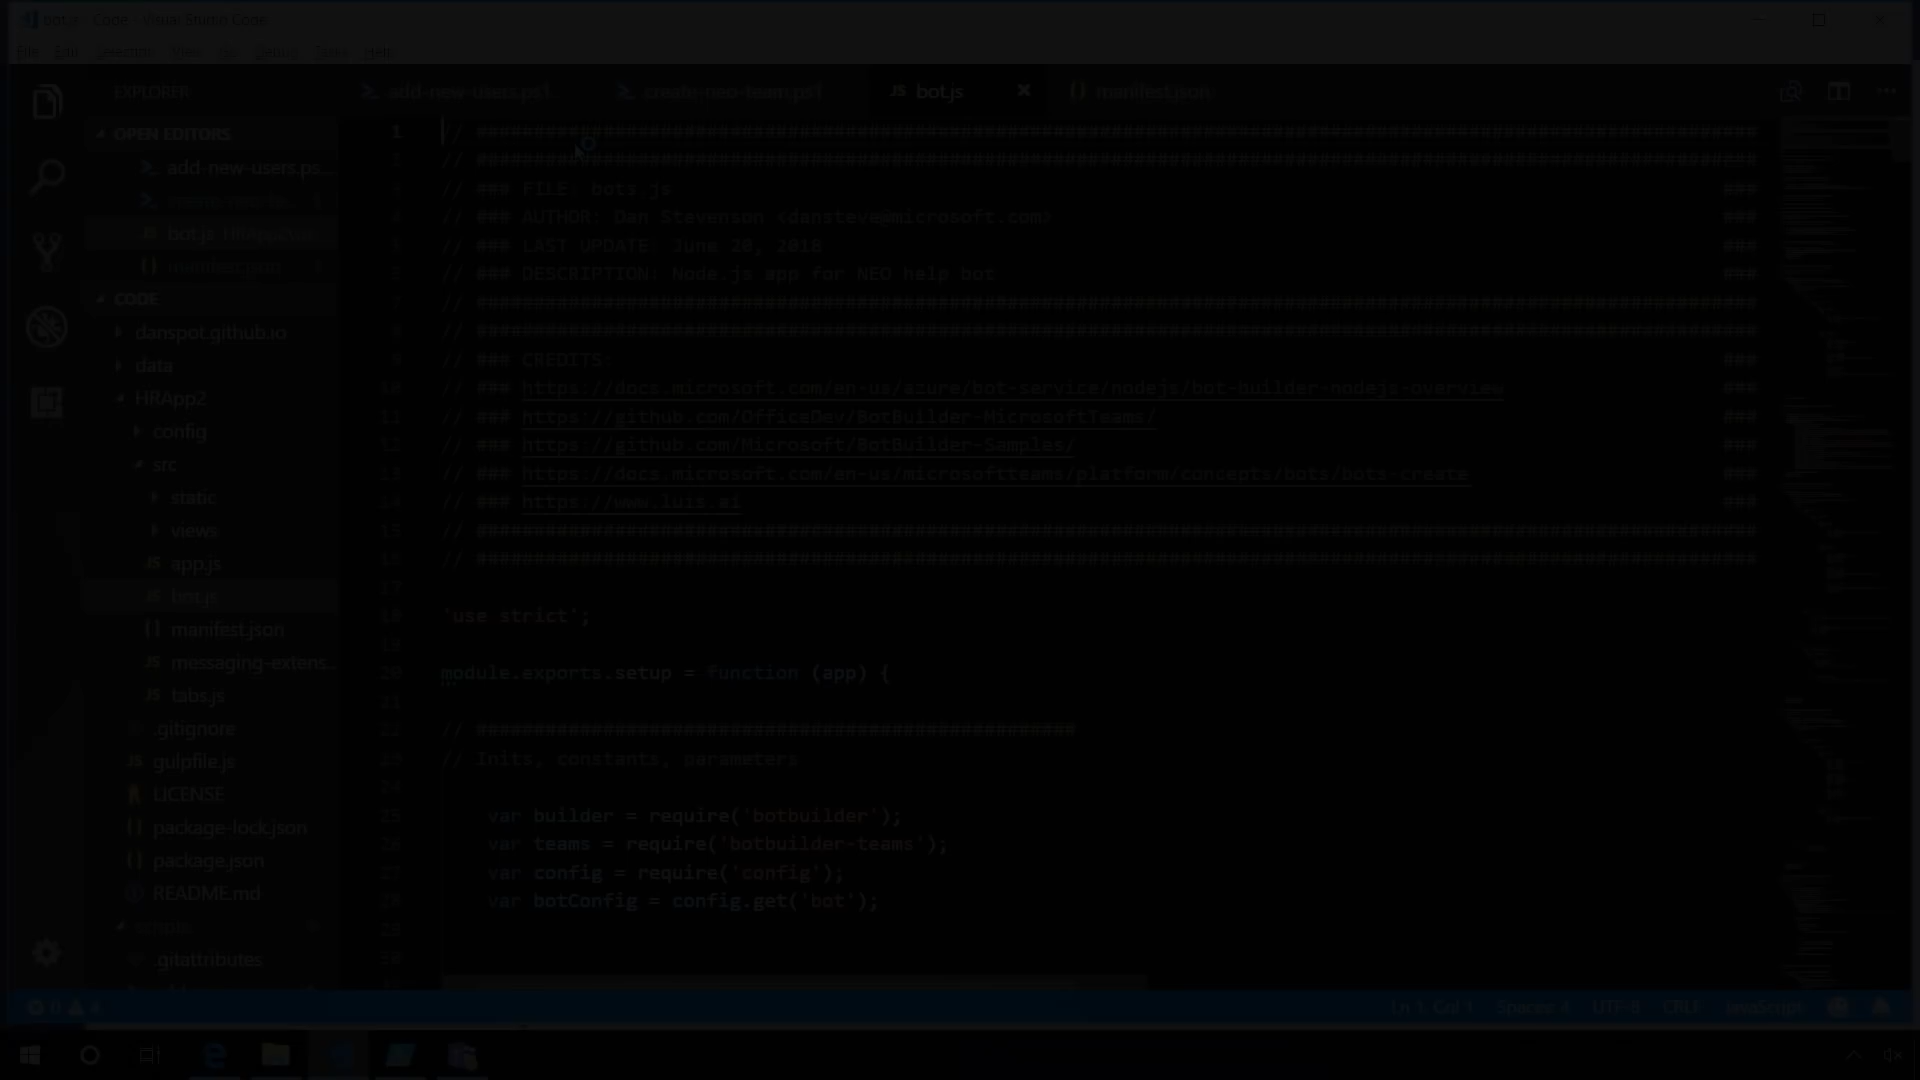 bot.js - Code - Visual Studio Code
File Edit Selection View Go Debug Tasks Help
EXPLORER
add-new-users.ps1
create-neo-team.ps1
JS bot.js
{} manifest.json
OPEN EDITORS
add-new-users.ps...
create-neo-te...
JS bot.js HRApp2\src
{} manifest.json
CODE
danspot.github.io
data
HRApp2
config
src
static
views
JS app.js
JS bot.js
{} manifest.json
JS messaging-extens...
JS tabs.js
.gitignore
JS gulpfile.js
LICENSE
{} package-lock.json
{} package.json
README.md
scripts
.gitattributes
1
2
3 // ### FILE: bots.js ###
4 // ### AUTHOR: Dan Stevenson <dansteve@microsoft.com> ###
5 // ### LAST UPDATE: June 20, 2018 ###
6 // ### DESCRIPTION: Node.js app for NEO help bot ###
7
8
9 // ### CREDITS: ###
10 // ### https://docs.microsoft.com/en-us/azure/bot-service/nodejs/bot-builder-nodejs-overview ###
11 // ### https://github.com/OfficeDev/BotBuilder-MicrosoftTeams/ ###
12 // ### https://github.com/Microsoft/BotBuilder-Samples/ ###
13 // ### https://docs.microsoft.com/en-us/microsoftteams/platform/concepts/bots/bots-create ###
14 // ### https://www.luis.ai ###
15
16
17
18 'use strict';
19
20 module.exports.setup = function (app) {
21
22
23 // Inits, constants, parameters
24
25 var builder = require('botbuilder');
26 var teams = require('botbuilder-teams');
27 var config = require('config');
28 var botConfig = config.get('bot');
29
30
Ln 1, Col 1 Spaces: 4 UTF-8 CRLF JavaScript